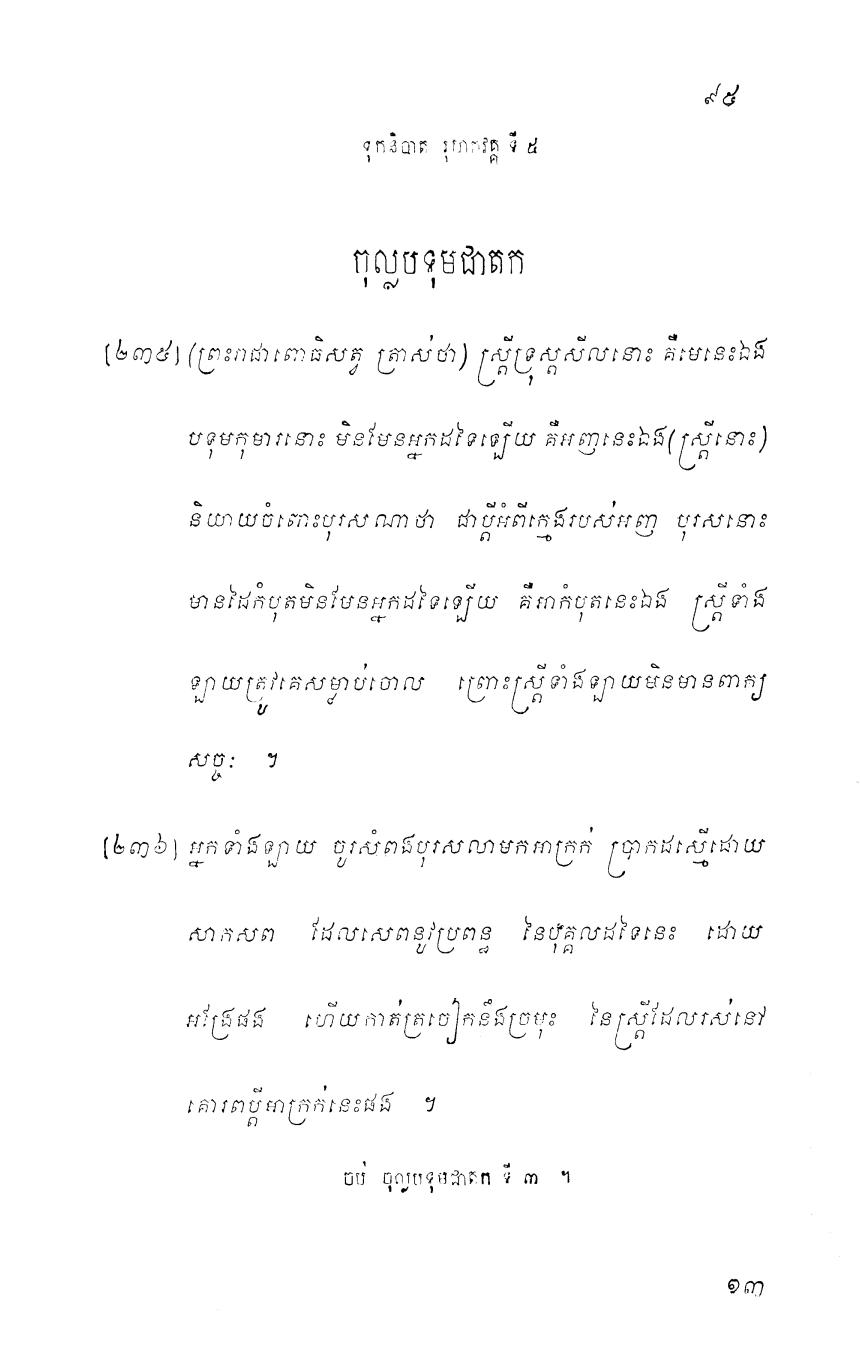 ៩៥
ទុកនិបាត រុហកវគ្គ ទី ៥
កុល្លបទុមជាតក
[២៣៥] (ព្រះរាជាពោធិសត្វ ត្រាស់ថា) ស្ត្រីទ្រុស្តសីលនោះ គឺមេនេះឯង
បទុមកុមារនោះ មិនមែនអ្នកដទៃឡើយ គឺអញនេះឯង(ស្ត្រីនោះ)
និយាយចំពោះបុរសណាថា ជាប្តីអំពីក្មេងរបស់អញ បុរសនោះ
មានដៃកំបុតមិនមែនអ្នកដទៃឡើយ គឺអាកំបុតនេះឯង ស្ត្រីទាំង
ឡាយត្រូវគេសម្លាប់ចោល ព្រោះស្ត្រីទាំងឡាយមិនមានពាក្យ
សច្ចៈ ។
[២៣៦] អ្នកទាំងឡាយ ចូរសំពងបុរសលាមកអាក្រក់ ប្រាកដស្មើដោយ
សាកសព ដែលសេពនូវប្រពន្ធ នៃបុគ្គលដទៃនេះ ដោយ
អង្រែផង ហើយកាត់ត្រចៀកនឹងច្រមុះ នៃស្ត្រីដែលរស់នៅ
គោរពប្តីអាក្រក់នេះផង ។
ចប់ ចុល្លបទុមជាតក ទី ៣ ។
១៣